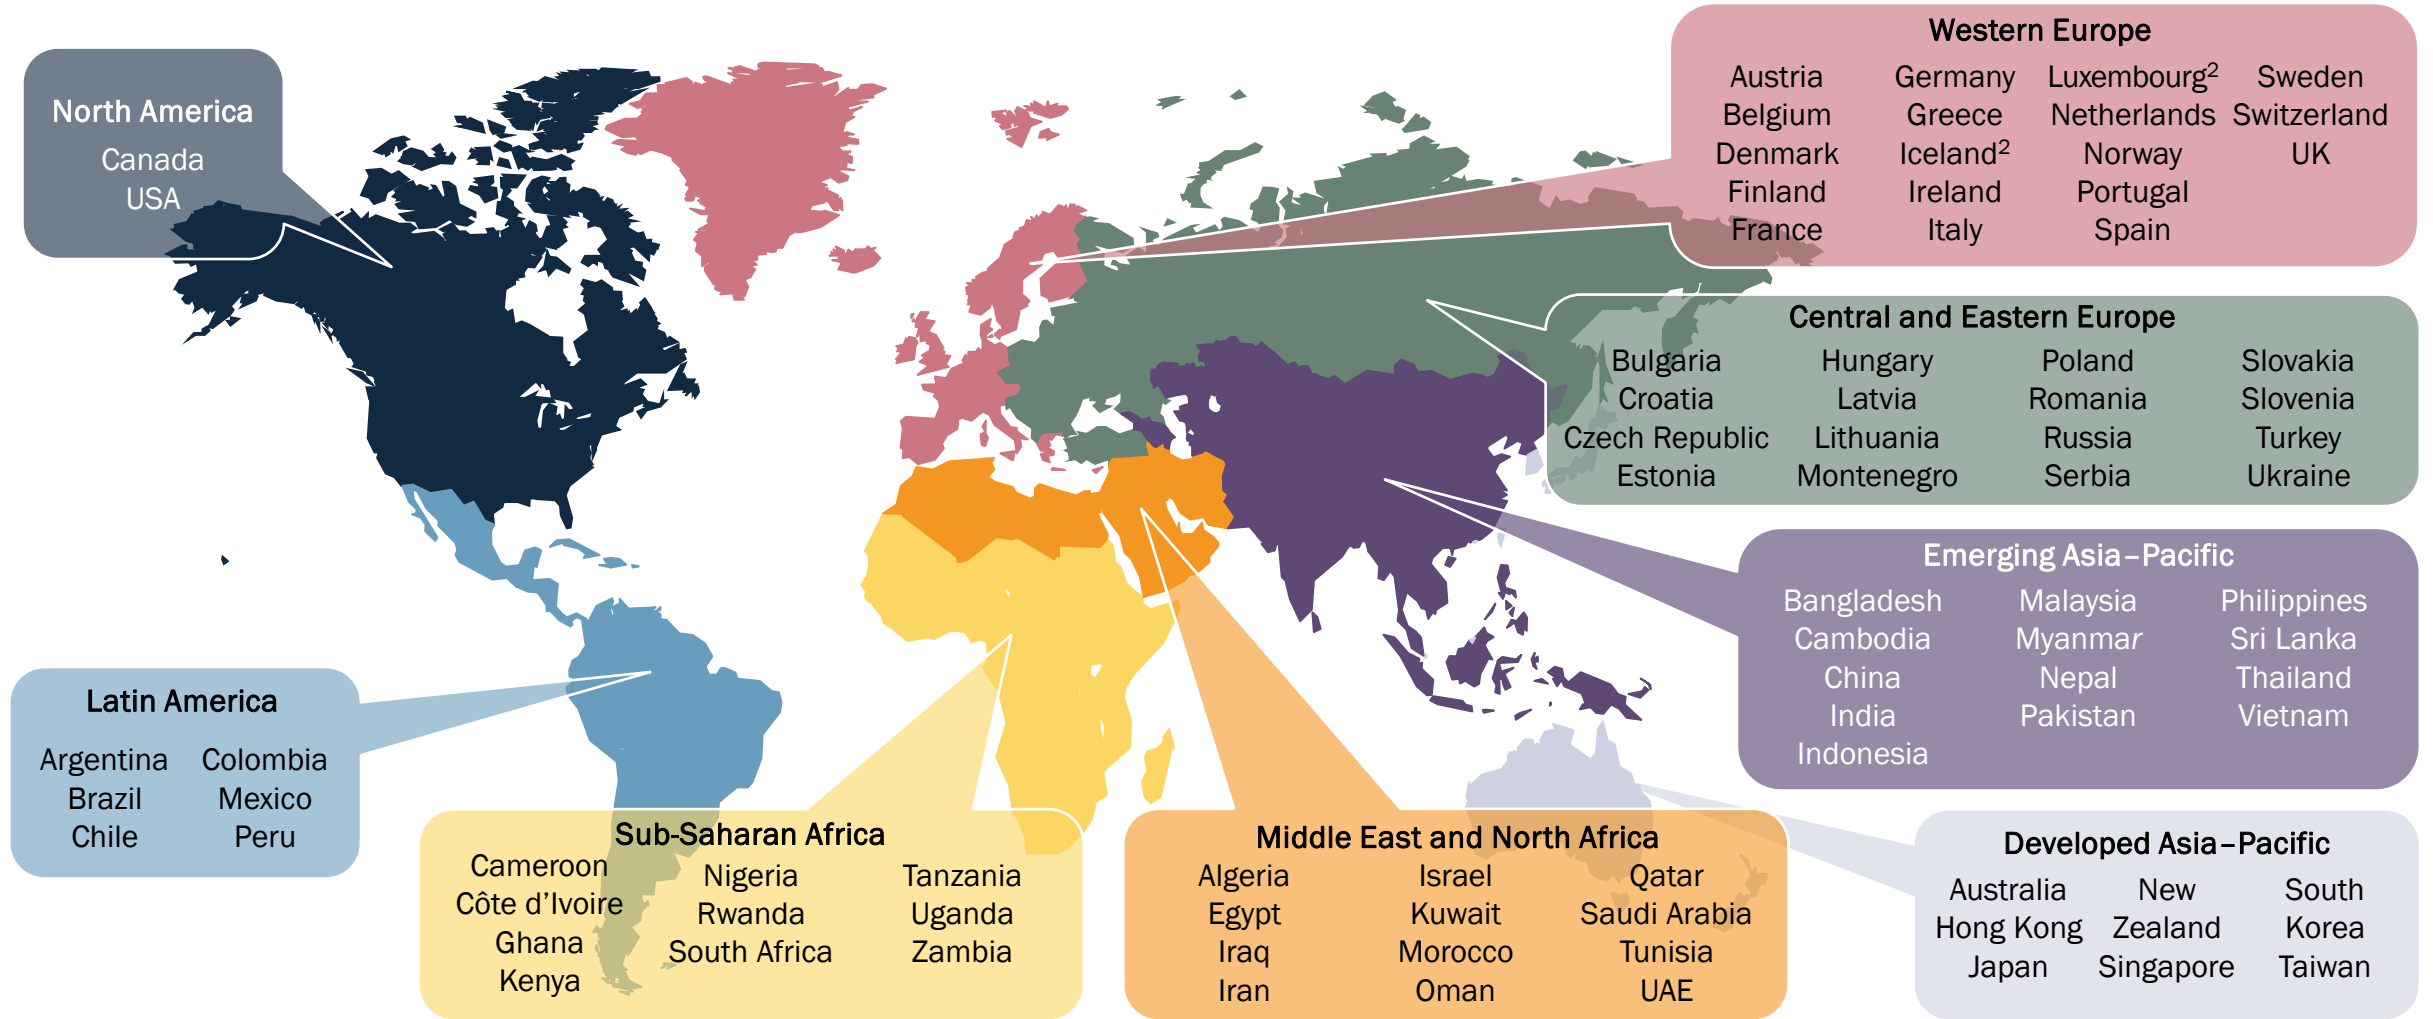 North America
Canada
USA
Western Europe
Austria Germany Luxembourg² Sweden
Belgium Greece Netherlands Switzerland
Denmark Iceland² Norway UK
Finland Ireland Portugal
France Italy Spain
Central and Eastern Europe
Bulgaria Hungary Poland Slovakia
Croatia Latvia Romania Slovenia
Czech Republic Lithuania Russia Turkey
Estonia Montenegro Serbia Ukraine
Emerging Asia–Pacific
Bangladesh Malaysia Philippines
Cambodia Myanmar Sri Lanka
China Nepal Thailand
India Pakistan Vietnam
Indonesia
Latin America
Argentina Colombia
Brazil Mexico
Chile Peru
Sub-Saharan Africa
Cameroon Nigeria Tanzania
Côte d’Ivoire Rwanda Uganda
Ghana South Africa Zambia
Kenya
Middle East and North Africa
Algeria Israel Qatar
Egypt Kuwait Saudi Arabia
Iraq Morocco Tunisia
Iran Oman UAE
Developed Asia–Pacific
Australia New South
Hong Kong Zealand Korea
Japan Singapore Taiwan